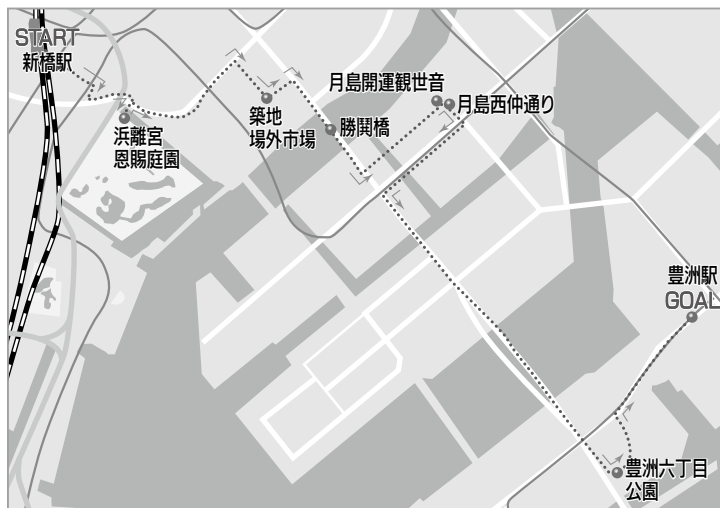 START
新橋駅
浜離宮
恩賜庭園
築地
場外市場
勝鬨橋
月島開運観世音
月島西仲通り
豊洲駅
GOAL
豊洲六丁目
公園